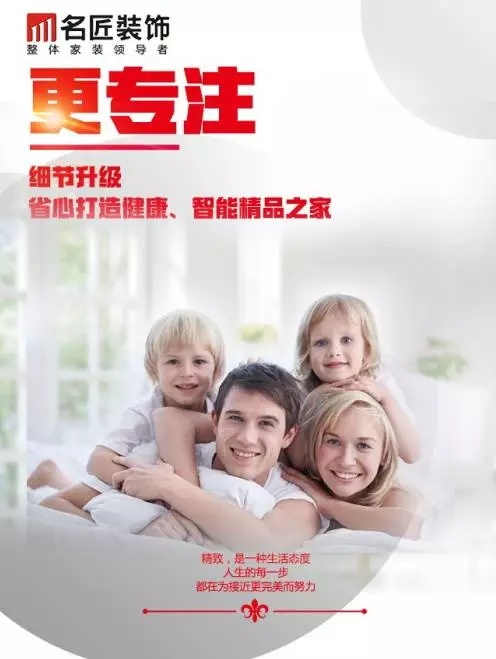 名匠装饰
整体家装领导者
更专注
细节升级
省心打造健康、智能精品之家
精致，是一种生活态度
人生的每一步
都在为接近更完美而努力